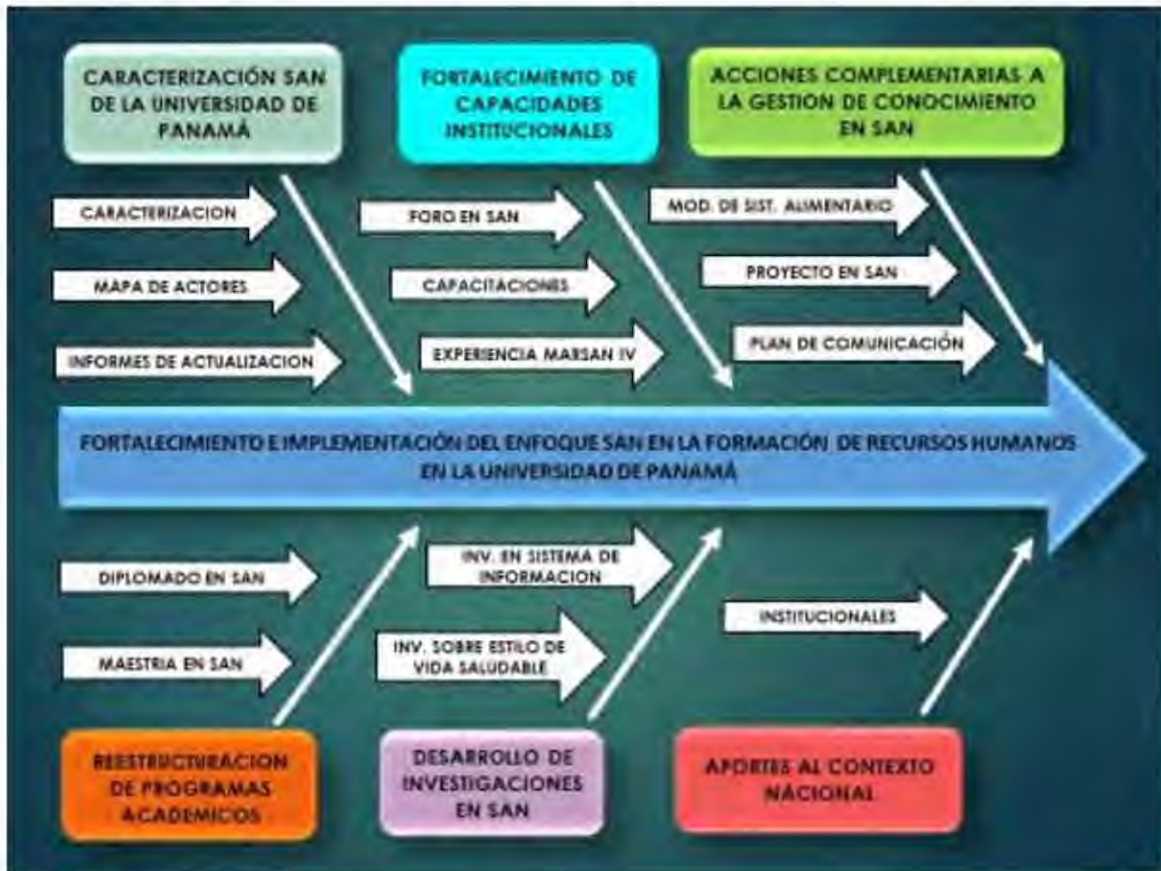 CARACTERIZACIÓN SAN
DE LA UNIVERSIDAD DE
PANAMÁ
FORTALECIMIENTO DE
CAPACIDADES
INSTITUCIONALES
ACCIONES COMPLEMENTARIAS A
LA GESTION DE CONOCIMIENTO
EN SAN
CARACTERIZACION
MAPA DE ACTORES
INFORMES DE ACTUALIZACION
FORO EN SAN
CAPACITACIONES
EXPERIENCIA MARSAN IV
MOD. DE SIST. ALIMENTARIO
PROYECTO EN SAN
PLAN DE COMUNICACIÓN
FORTALECIMIENTO E IMPLEMENTACIÓN DEL ENFOQUE SAN EN LA FORMACIÓN DE RECURSOS HUMANOS
EN LA UNIVERSIDAD DE PANAMÁ
DIPLOMADO EN SAN
MAESTRIA EN SAN
INV. EN SISTEMA DE
INFORMACION
INV. SOBRE ESTILO DE
VIDA SALUDABLE
INSTITUCIONALES
REESTRUCTURACION
DE PROGRAMAS
ACADEMICOS
DESARROLLO DE
INVESTIGACIONES
EN SAN
APORTES AL CONTEXTO
NACIONAL